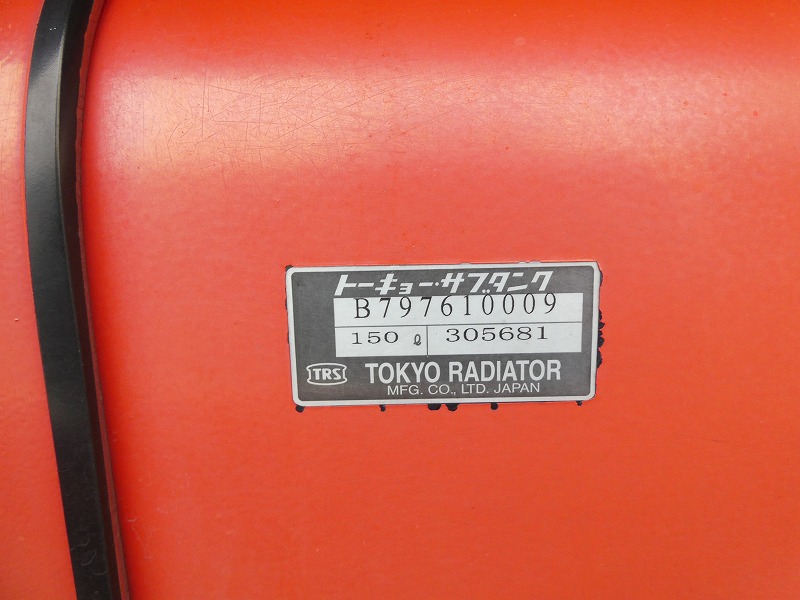 トーキョー・サブタンク
B797610009
150 ℓ 305681
TRS TOKYO RADIATOR
MFG. CO., LTD. JAPAN